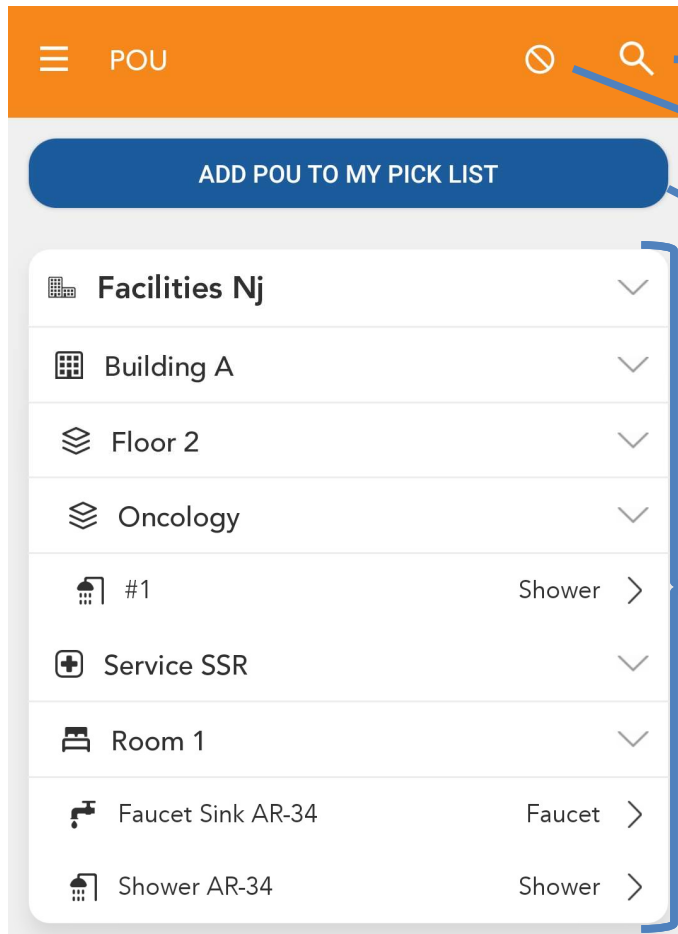 POU
ADD POU TO MY PICK LIST
Facilities Nj
Building A
Floor 2
Oncology
#1 Shower
Service SSR
Room 1
Faucet Sink AR-34 Faucet
Shower AR-34 Shower